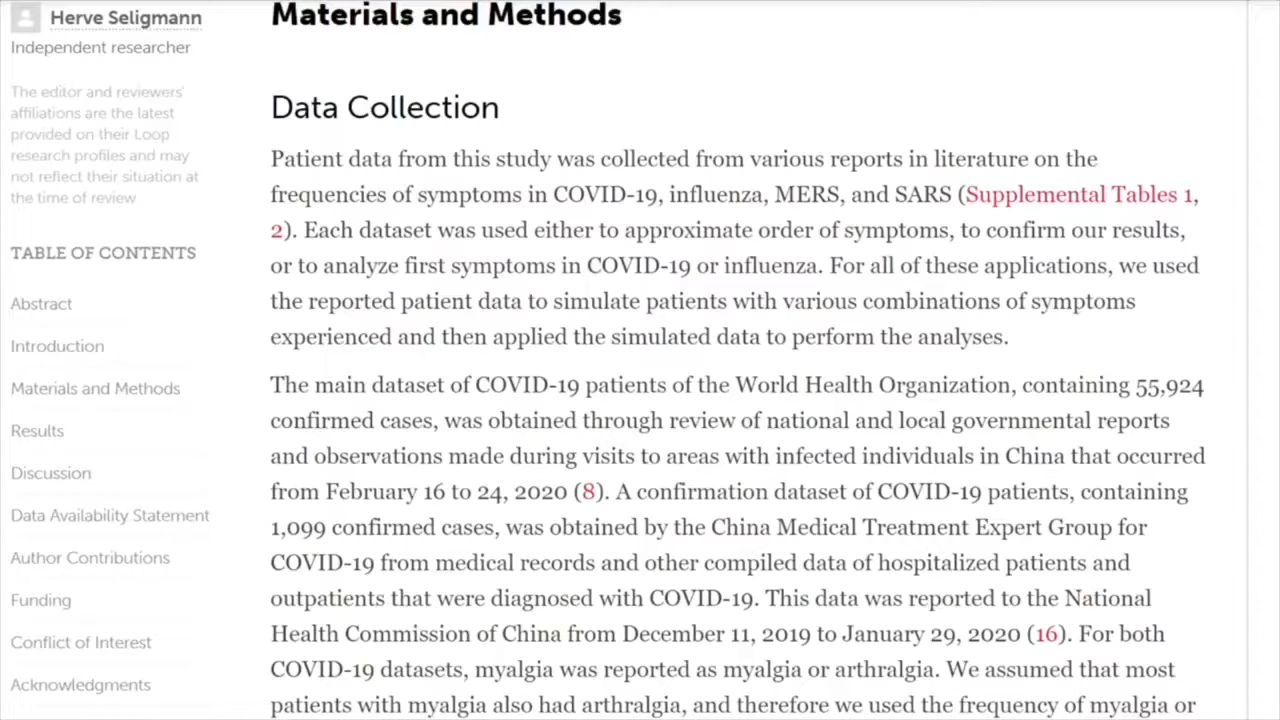 Herve Seligmann
Independent researcher
The editor and reviewers'
affiliations are the latest
provided on their Loop
research profiles and may
not reflect their situation at
the time of review
TABLE OF CONTENTS
Abstract
Introduction
Materials and Methods
Results
Discussion
Data Availability Statement
Author Contributions
Funding
Conflict of Interest
Acknowledgments
Materials and Methods
Data Collection
Patient data from this study was collected from various reports in literature on the
frequencies of symptoms in COVID-19, influenza, MERS, and SARS (Supplemental Tables 1,
2). Each dataset was used either to approximate order of symptoms, to confirm our results,
or to analyze first symptoms in COVID-19 or influenza. For all of these applications, we used
the reported patient data to simulate patients with various combinations of symptoms
experienced and then applied the simulated data to perform the analyses.
The main dataset of COVID-19 patients of the World Health Organization, containing 55,924
confirmed cases, was obtained through review of national and local governmental reports
and observations made during visits to areas with infected individuals in China that occurred
from February 16 to 24, 2020 (8). A confirmation dataset of COVID-19 patients, containing
1,099 confirmed cases, was obtained by the China Medical Treatment Expert Group for
COVID-19 from medical records and other compiled data of hospitalized patients and
outpatients that were diagnosed with COVID-19. This data was reported to the National
Health Commission of China from December 11, 2019 to January 29, 2020 (16). For both
COVID-19 datasets, myalgia was reported as myalgia or arthralgia. We assumed that most
patients with myalgia also had arthralgia, and therefore we used the frequency of myalgia or